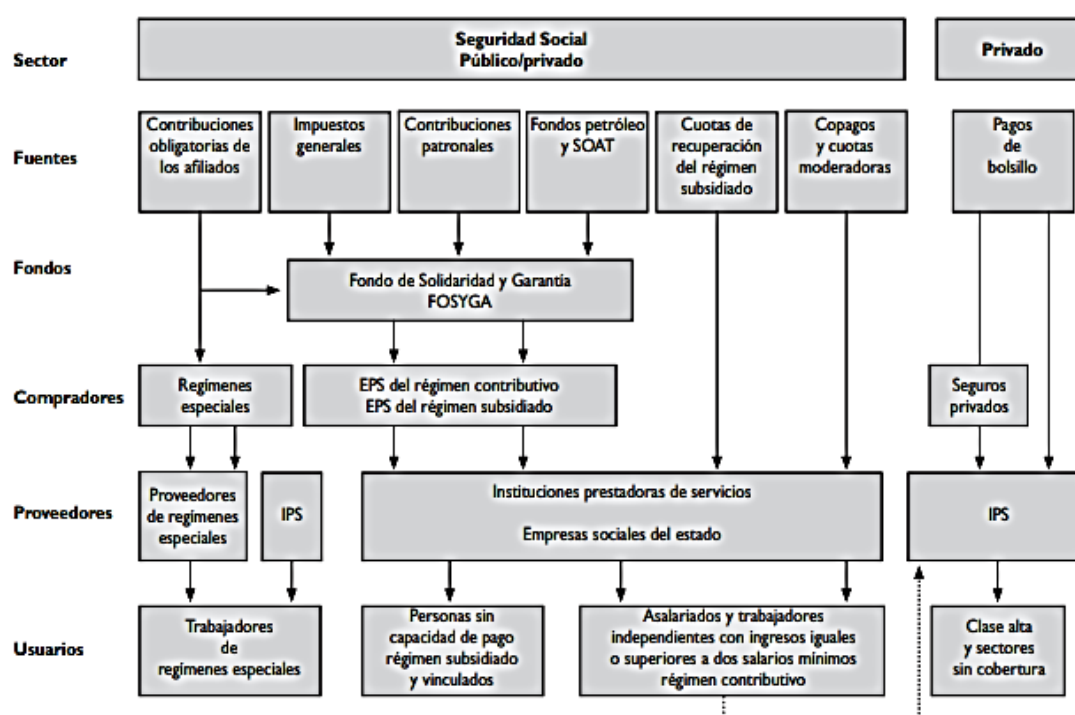 Sector
Seguridad Social
Público/privado
Privado
Fuentes
Contribuciones
obligatorias de
los afiliados
Impuestos
generales
Contribuciones
patronales
Fondos petróleo
y SOAT
Cuotas de
recuperación
del régimen
subsidiado
Copagos
y cuotas
moderadoras
Pagos
de
bolsillo
Fondos
Fondo de Solidaridad y Garantía
FOSYGA
Compradores
Regímenes
especiales
EPS del régimen contributivo
EPS del régimen subsidiado
Seguros
privados
Proveedores
Proveedores
de regímenes
especiales
IPS
Instituciones prestadoras de servicios
Empresas sociales del estado
IPS
Usuarios
Trabajadores
de
regímenes especiales
Personas sin
capacidad de pago
régimen subsidiado
y vinculados
Asalariados y trabajadores
independientes con ingresos iguales
o superiores a dos salarios mínimos
régimen contributivo
Clase alta
y sectores
sin cobertura